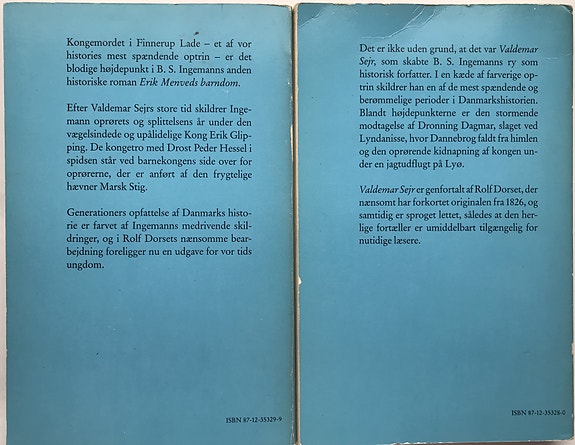 Kongemordet i Finnerup Lade – et af vor
histories mest spændende optrin – er det
blodige højdepunkt i B. S. Ingemanns anden
historiske roman Erik Menveds barndom.
Efter Valdemar Sejrs store tid skildrer Inge-
mann oprørets og splittelsens år under den
vægelsindede og upålidelig Kong Erik Glip-
ping. De kongetro med Drost Peder Hessel i
spidsen står ved barnekongens side over for
oprørerne, der er anført af den frygtelige
hævner Marsk Stig.
Generationers opfattelse af Danmarks histo-
rie er farvet af Ingemanns medrivende skil-
dringer, og i Rolf Dorsets nænsomme bear-
bejdning foreligger nu en udgave for vor tids
ungdom.
ISBN 87-12-35329-9
Det er ikke uden grund, at det var Valdemar
Sejr, som skabte B. S. Ingemanns ry som
historisk forfatter. I en kæde af farverige op-
trin skildrer han en af de mest spændende og
berømmelige perioder i Danmarkshistorien.
Blandt højdepunkterne er den stormende
modtagelse af Dronning Dagmar, slaget ved
Lyndanisse, hvor Dannebrog faldt fra himlen
og den oprørende kidnapning af kongen un-
der en jagtudflugt på Lyø.
Valdemar Sejr er genfortalt af Rolf Dorset, der
nænsomt har forkortet originalen fra 1826, og
samtidig er sproget lettet, således at den her-
lige fortæller er umiddelbart tilgængelig for
nutidige læsere.
ISBN 87-12-35328-0